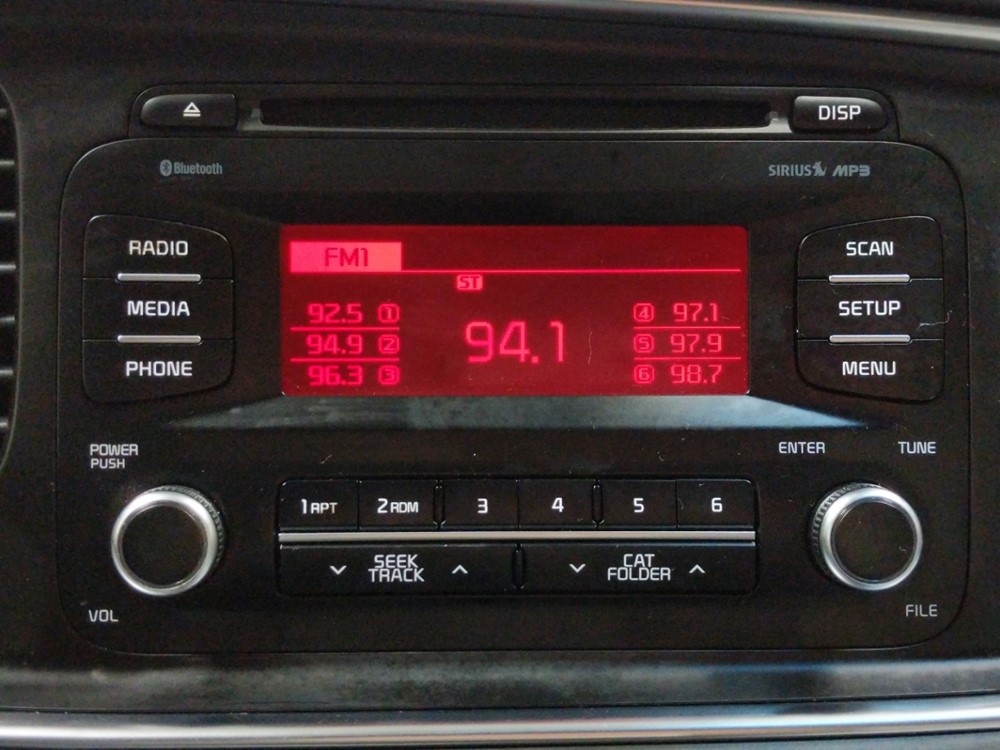 DISP
Bluetooth
SIRIUS MP3
RADIO
MEDIA
PHONE
FM1
ST
92.5 1
94.9 2
96.3 3
94.1
4 97.1
5 97.9
6 98.7
SCAN
SETUP
MENU
POWER
PUSH
VOL
1 RPT
2 RDM
3
4
5
6
SEEK
TRACK
CAT
FOLDER
ENTER
TUNE
FILE